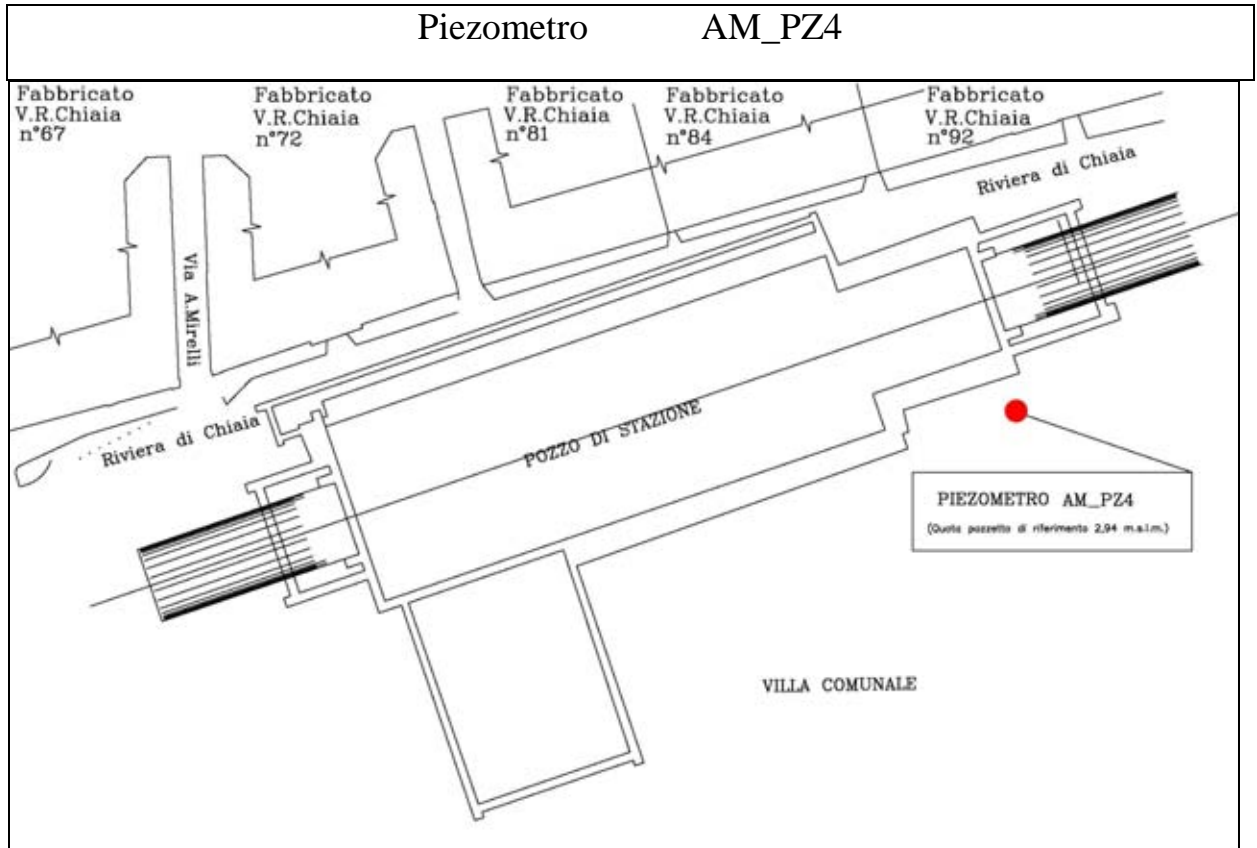 Piezometro AM_PZ4
Fabbricato
V.R.Chiaia
n°67
Fabbricato
V.R.Chiaia
n°72
Fabbricato
V.R.Chiaia
n°81
Fabbricato
V.R.Chiaia
n°84
Fabbricato
V.R.Chiaia
n°92
Riviera di Chiaia
Via A.Mirelli
Riviera di Chiaia
POZZO DI STAZIONE
PIEZOMETRO AM_PZ4
(Quota pozzetto di riferimento 2,94 m.s.l.m.)
VILLA COMUNALE